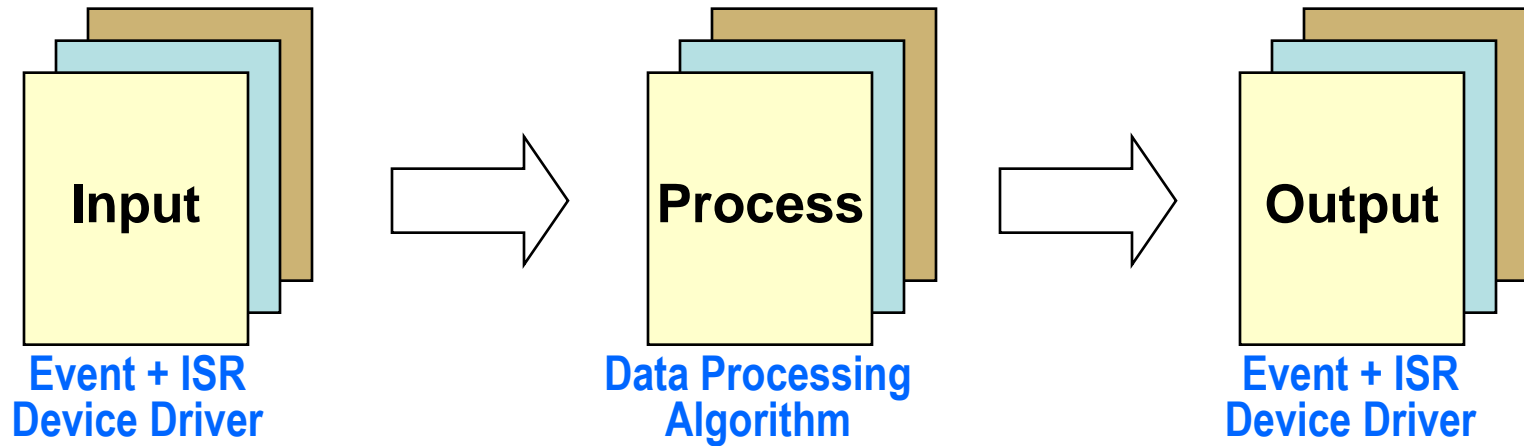 Input
Process
Output
Event + ISR
Device Driver
Data Processing
Algorithm
Event + ISR
Device Driver